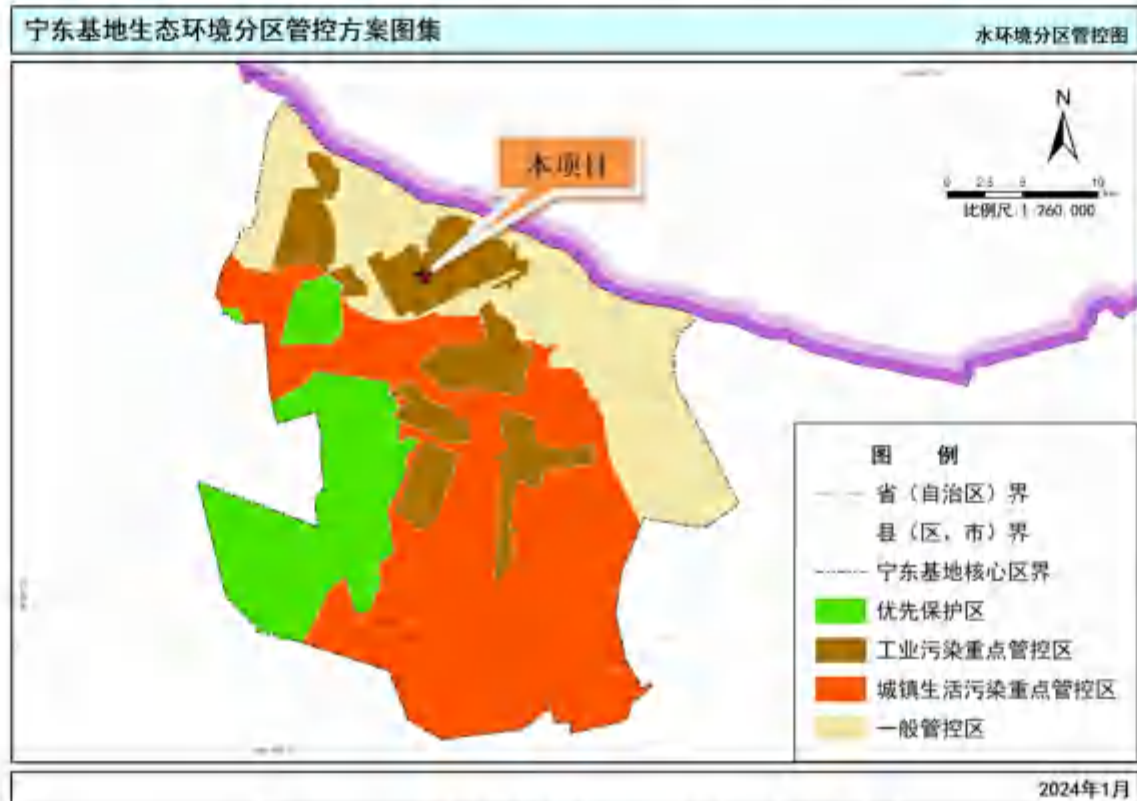 宁东基地生态环境分区管控方案图集
水环境分区管控图
本项目
N
0 2.5 5 10
比例尺 1:760,000
图 例
省（自治区）界
县（区、市）界
宁东基地核心区界
优先保护区
工业污染重点管控区
城镇生活污染重点管控区
一般管控区
2024年1月